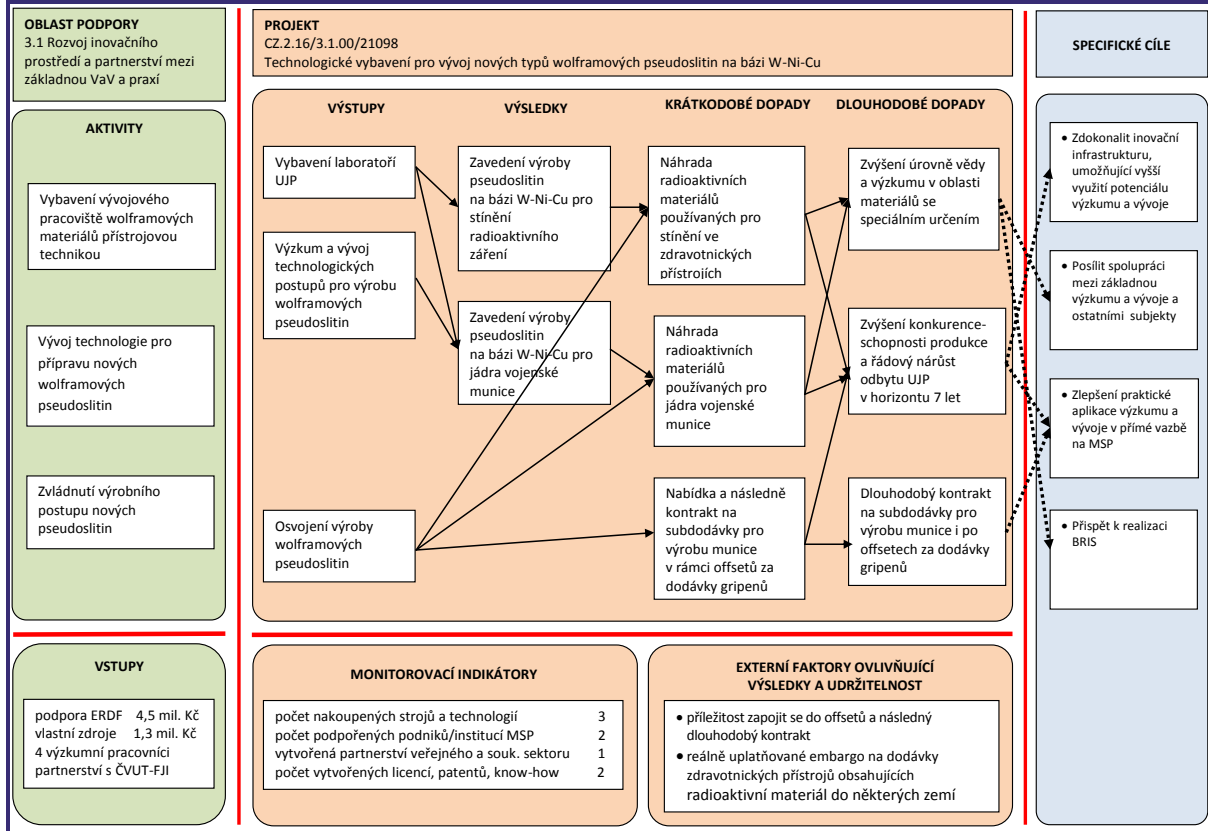 OBLAST PODPORY
3.1 Rozvoj inovačního
prostředí a partnerství mezi
základnou VaV a praxí
PROJEKT
CZ.2.16/3.1.00/21098
Technologické vybavení pro vývoj nových typů wolframových pseudoslitin na bázi W-Ni-Cu
SPECIFICKÉ CÍLE
AKTIVITY
Vybavení vývojového
pracoviště wolframových
materiálů přístrojovou
technikou
Vývoj technologie pro
přípravu nových
wolframových
pseudoslitin
Zvládnutí výrobního
postupu nových
pseudoslitin
VÝSTUPY
Vybavení laboratoří
UJP
Výzkum a vývoj
technologických
postupů pro výrobu
wolframových
pseudoslitin
Osvojení výroby
wolframových
pseudoslitin
VÝSLEDKY
Zavedení výroby
pseudoslitin
na bázi W-Ni-Cu pro
stínění
radioaktivního
záření
Zavedení výroby
pseudoslitin
na bázi W-Ni-Cu pro
jádra vojenské
munice
KRÁTKODOBÉ DOPADY
Náhrada
radioaktivních
materiálů
používaných pro
stínění ve
zdravotnických
přístrojích
Náhrada
radioaktivních
materiálů
používaných pro
jádra vojenské
munice
Nabídka a následně
kontrakt na
subdodávky pro
výrobu munice
v rámci offsetů za
dodávky gripenů
DLOUHODOBÉ DOPADY
Zvýšení úrovně vědy
a výzkumu v oblasti
materiálů se
speciálním určením
Zvýšení konkurence-
schopnosti produkce
a řádový nárůst
odbytu UJP
v horizontu 7 let
Dlouhodobý kontrakt
na subdodávky pro
výrobu munice i po
offsetech za dodávky
gripenů
• Zdokonalit inovační
infrastrukturu,
umožňující vyšší
využití potenciálu
výzkumu a vývoje
• Posílit spolupráci
mezi základnou
výzkumu a vývoje a
ostatními subjekty
• Zlepšení praktické
aplikace výzkumu a
vývoje v přímé vazbě
na MSP
• Přispět k realizaci
BRIS
VSTUPY
podpora ERDF 4,5 mil. Kč
vlastní zdroje 1,3 mil. Kč
4 výzkumní pracovníci
partnerství s ČVUT-FJI
MONITOROVACÍ INDIKÁTORY
počet nakoupených strojů a technologií 3
počet podpořených podniků/institucí MSP 2
vytvořená partnerství veřejného a souk. sektoru 1
počet vytvořených licencí, patentů, know-how 2
EXTERNÍ FAKTORY OVLIVŇUJÍCÍ
VÝSLEDKY A UDRŽITELNOST
• příležitost zapojit se do offsetů a následný
dlouhodobý kontrakt
• reálně uplatňované embargo na dodávky
zdravotnických přístrojů obsahujících
radioaktivní materiál do některých zemí